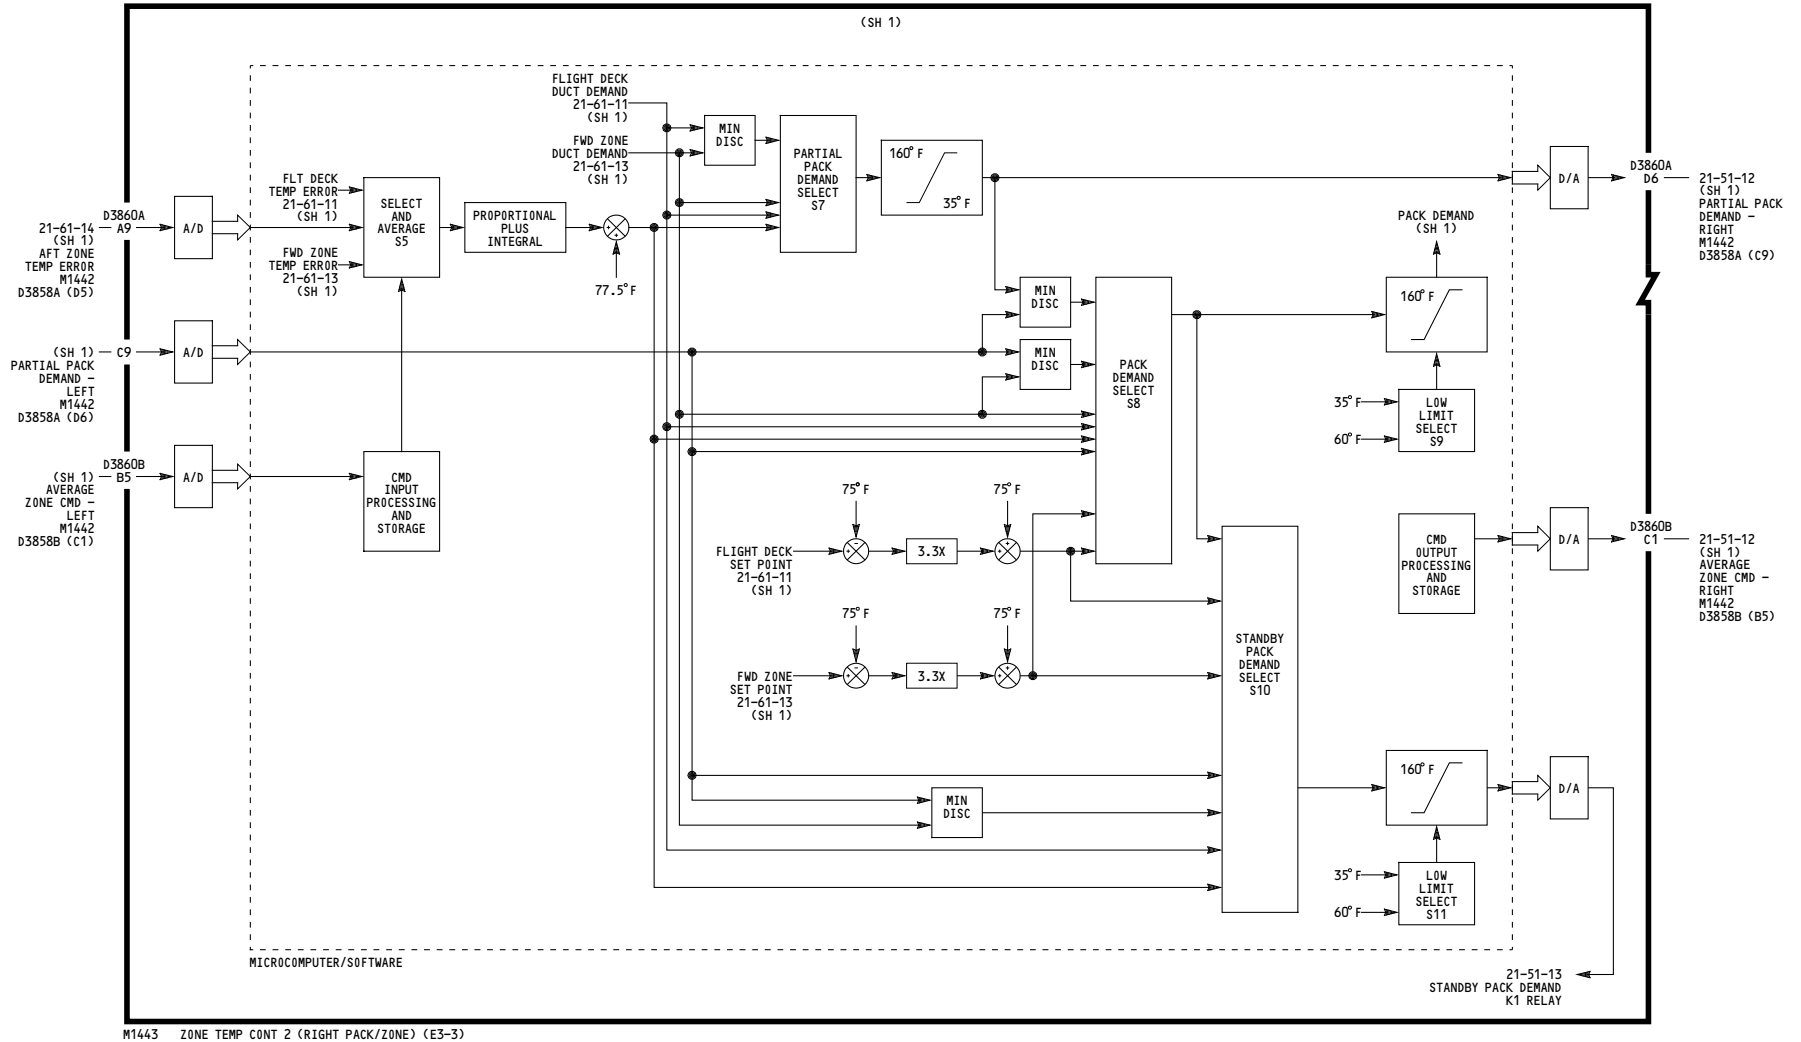 (SH 1)
FLIGHT DECK
DUCT DEMAND
21-61-11
(SH 1)
FWD ZONE
DUCT DEMAND
21-61-13
(SH 1)
MIN
DISC
PARTIAL
PACK
DEMAND
SELECT
S7
160°F
35°F
D/A
D3860A
D6
21-51-12
(SH 1)
PARTIAL PACK
DEMAND -
RIGHT
M1442
D3858A (C9)
D3860A
A9
21-61-14
(SH 1)
AFT ZONE
TEMP ERROR
M1442
D3858A (D5)
A/D
FLT DECK
TEMP ERROR
21-61-11
(SH 1)
FWD ZONE
TEMP ERROR
21-61-13
(SH 1)
SELECT
AND
AVERAGE
S5
PROPORTIONAL
PLUS
INTEGRAL
+
+
77.5°F
PACK DEMAND
(SH 1)
160°F
MIN
DISC
MIN
DISC
PACK
DEMAND
SELECT
S8
35°F
60°F
LOW
LIMIT
SELECT
S9
(SH 1)
C9
PARTIAL PACK
DEMAND -
LEFT
M1442
D3858A (D6)
A/D
D3860B
B5
(SH 1)
AVERAGE
ZONE CMD -
LEFT
M1442
D3858B (C1)
A/D
CMD
INPUT
PROCESSING
AND
STORAGE
75°F
75°F
FLIGHT DECK
SET POINT
21-61-11
(SH 1)
+
-
3.3X
+
+
75°F
75°F
FWD ZONE
SET POINT
21-61-13
(SH 1)
+
-
3.3X
+
+
CMD
OUTPUT
PROCESSING
AND
STORAGE
D/A
D3860B
C1
21-51-12
(SH 1)
AVERAGE
ZONE CMD -
RIGHT
M1442
D3858B (B5)
STANDBY
PACK
DEMAND
SELECT
S10
MIN
DISC
160°F
D/A
35°F
60°F
LOW
LIMIT
SELECT
S11
MICROCOMPUTER/SOFTWARE
21-51-13
STANDBY PACK DEMAND
K1 RELAY
M1443 ZONE TEMP CONT 2 (RIGHT PACK/ZONE) (E3-3)